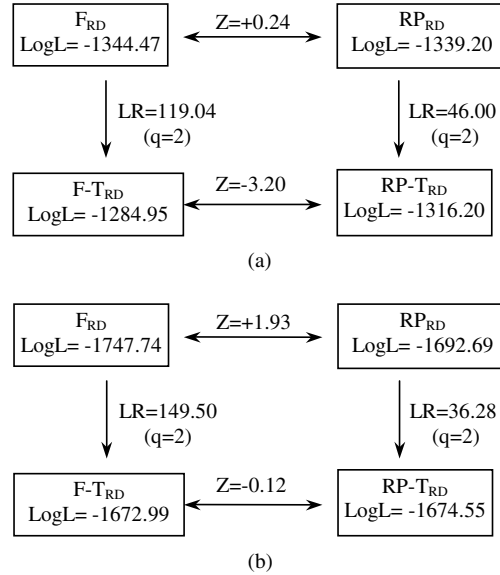 F_RD
LogL= -1344.47
Z=+0.24
RP_RD
LogL= -1339.20
LR=119.04
(q=2)
LR=46.00
(q=2)
F-T_RD
LogL= -1284.95
Z=-3.20
RP-T_RD
LogL= -1316.20
(a)
F_RD
LogL= -1747.74
Z=+1.93
RP_RD
LogL= -1692.69
LR=149.50
(q=2)
LR=36.28
(q=2)
F-T_RD
LogL= -1672.99
Z=-0.12
RP-T_RD
LogL= -1674.55
(b)